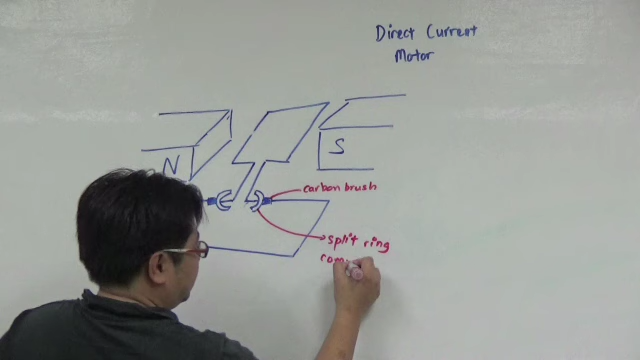 Direct Current
Motor
N
S
carbon brush
split ring
com